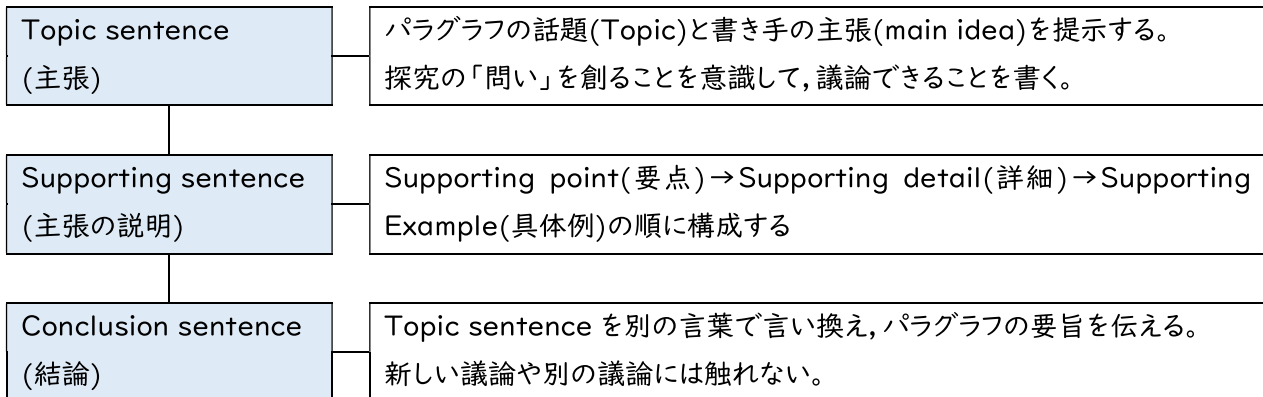 Topic sentence
(主張)
パラグラフの話題(Topic)と書き手の主張(main idea)を提示する。
探究の「問い」を創ることを意識して,議論できることを書く。
Supporting sentence
(主張の説明)
Supporting point(要点)→Supporting detail(詳細)→Supporting
Example(具体例)の順に構成する
Conclusion sentence
(結論)
Topic sentence を別の言葉で言い換え,パラグラフの要旨を伝える。
新しい議論や別の議論には触れない。